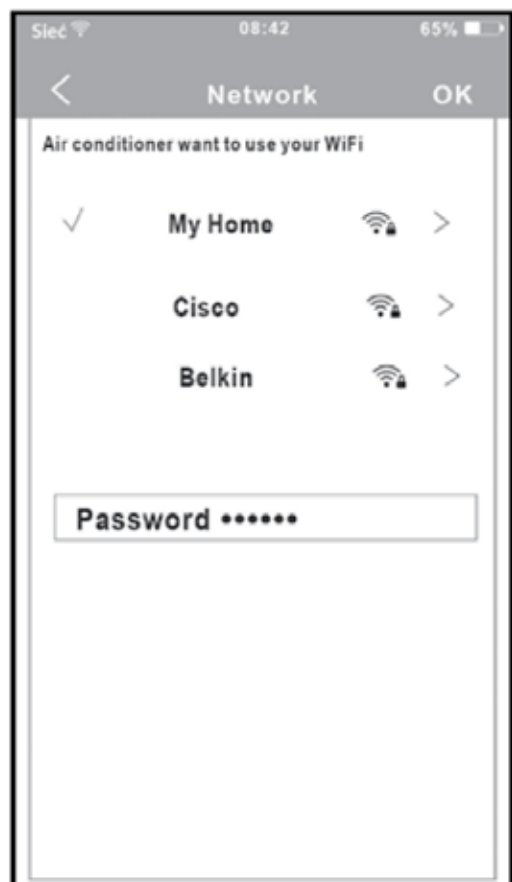 Sieć 08:42 65%
Network OK
Air conditioner want to use your WiFi
My Home
Cisco
Belkin
Password ••••••